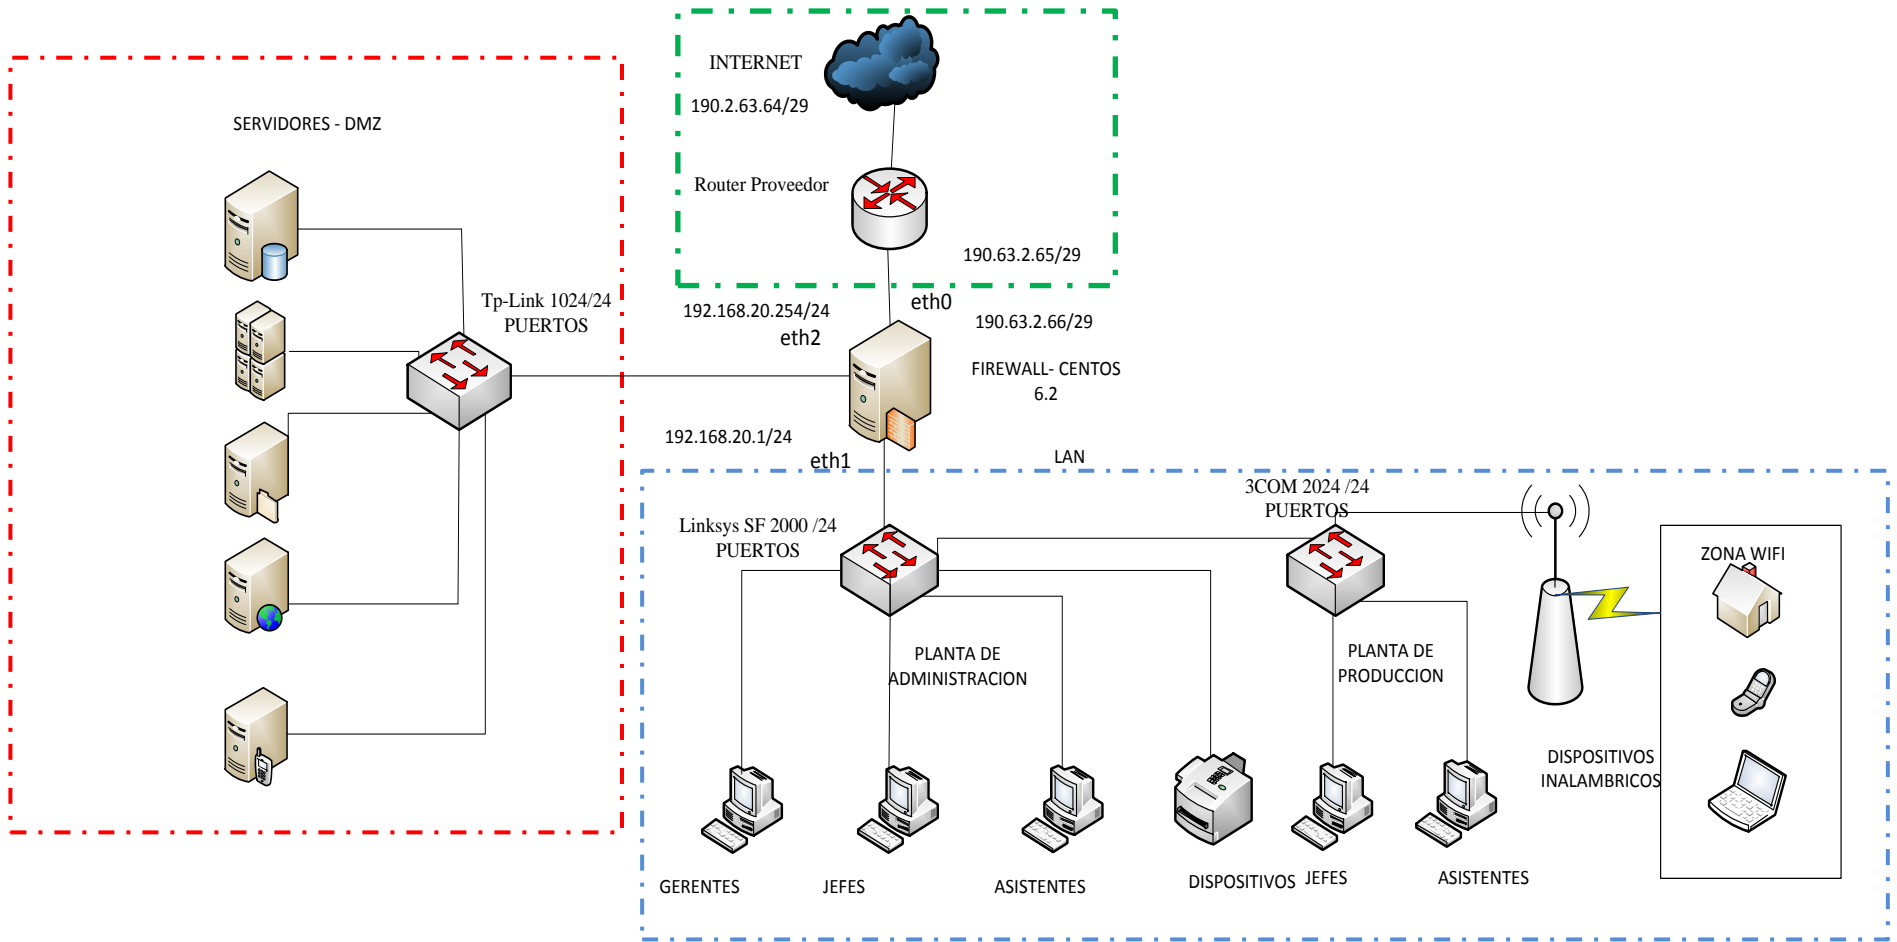 INTERNET
190.2.63.64/29
SERVIDORES - DMZ
Router Proveedor
190.63.2.65/29
Tp-Link 1024/24
PUERTOS
192.168.20.254/24
eth0
eth2
190.63.2.66/29
FIREWALL- CENTOS
6.2
192.168.20.1/24
eth1
LAN
3COM 2024 /24
PUERTOS
Linksys SF 2000 /24
PUERTOS
ZONA WIFI
PLANTA DE
ADMINISTRACION
PLANTA DE
PRODUCCION
DISPOSITIVOS
INALAMBRICOS
GERENTES
JEFES
ASISTENTES
DISPOSITIVOS
JEFES
ASISTENTES